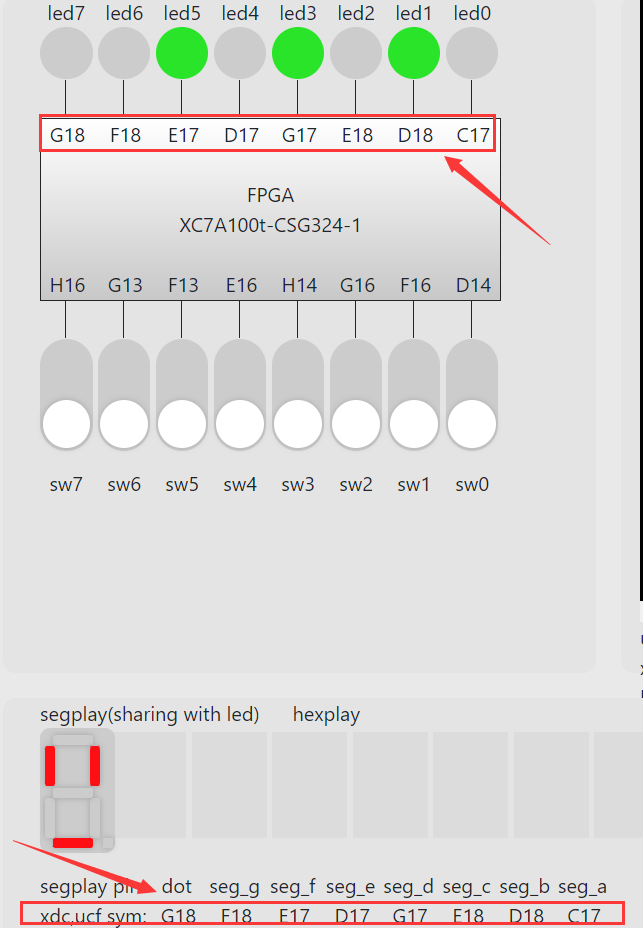 led7 led6 led5 led4 led3 led2 led1 led0
G18 F18 E17 D17 G17 E18 D18 C17
FPGA
XC7A100t-CSG324-1
H16 G13 F13 E16 H14 G16 F16 D14
sw7 sw6 sw5 sw4 sw3 sw2 sw1 sw0
segplay(sharing with led) hexplay
segplay pin dot seg_g seg_f seg_e seg_d seg_c seg_b seg_a
xdc,ucf sym: G18 F18 E17 D17 G17 E18 D18 C17